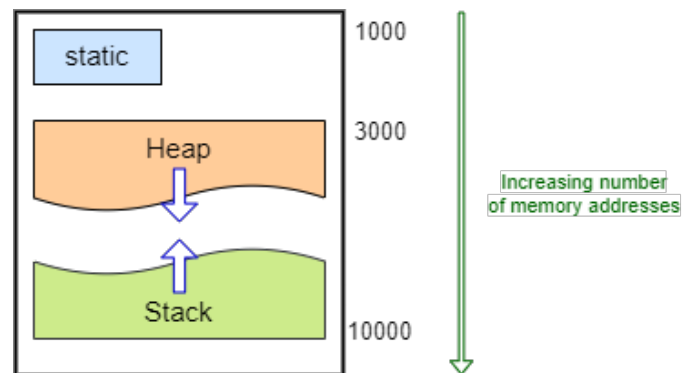 1000
static
3000
Heap
Increasing number
of memory addresses
Stack
10000